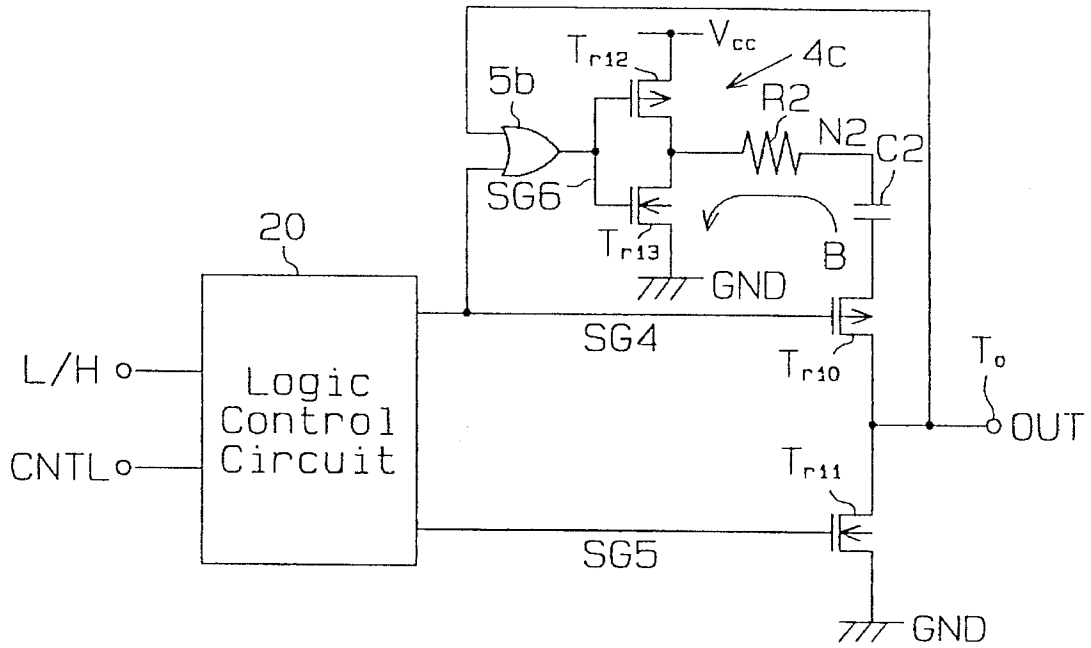 Vcc
Tr12
4c
5b
R2
N2
C2
SG6
Tr13
B
20
GND
SG4
Tr10
To
L/H
Logic
Control
Circuit
OUT
CNTL
Tr11
SG5
GND